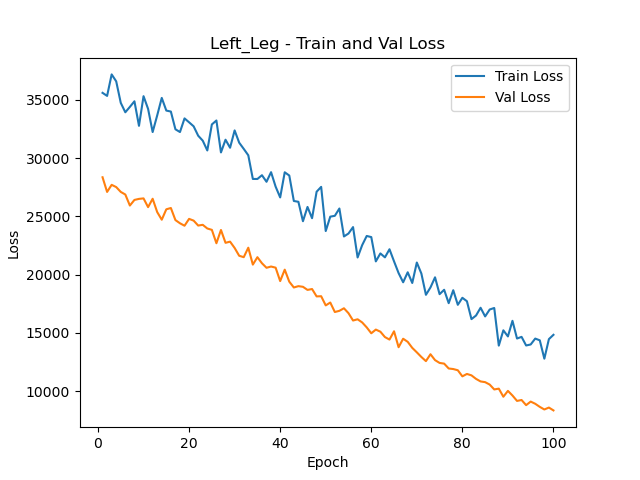 Left_Leg - Train and Val Loss
Train Loss
Val Loss
35000
30000
25000
20000
15000
10000
Loss
0 20 40 60 80 100
Epoch